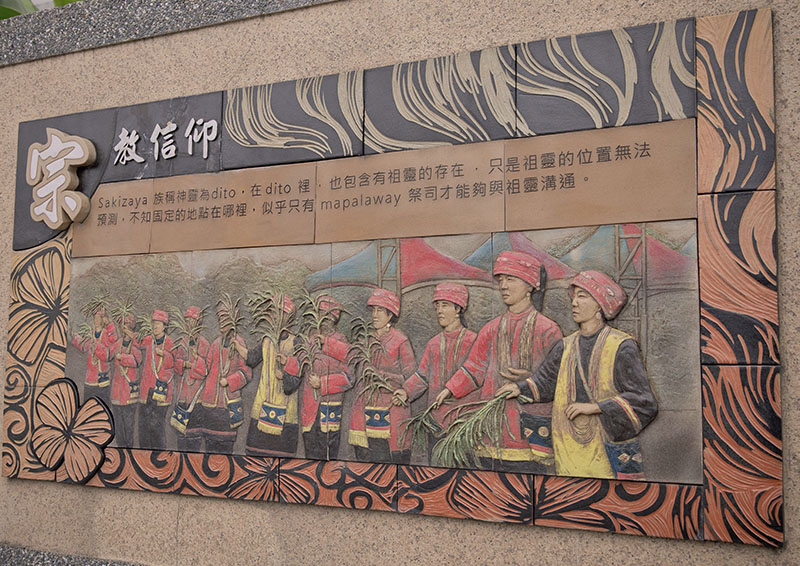 宗教信仰
Sakizaya 族稱神靈為dito，在dito 裡，也包含有祖靈的存在，只是祖靈的位置無法
預測，不知固定的地點在哪裡，似乎只有 mapalaway 祭司才能夠與祖靈溝通。